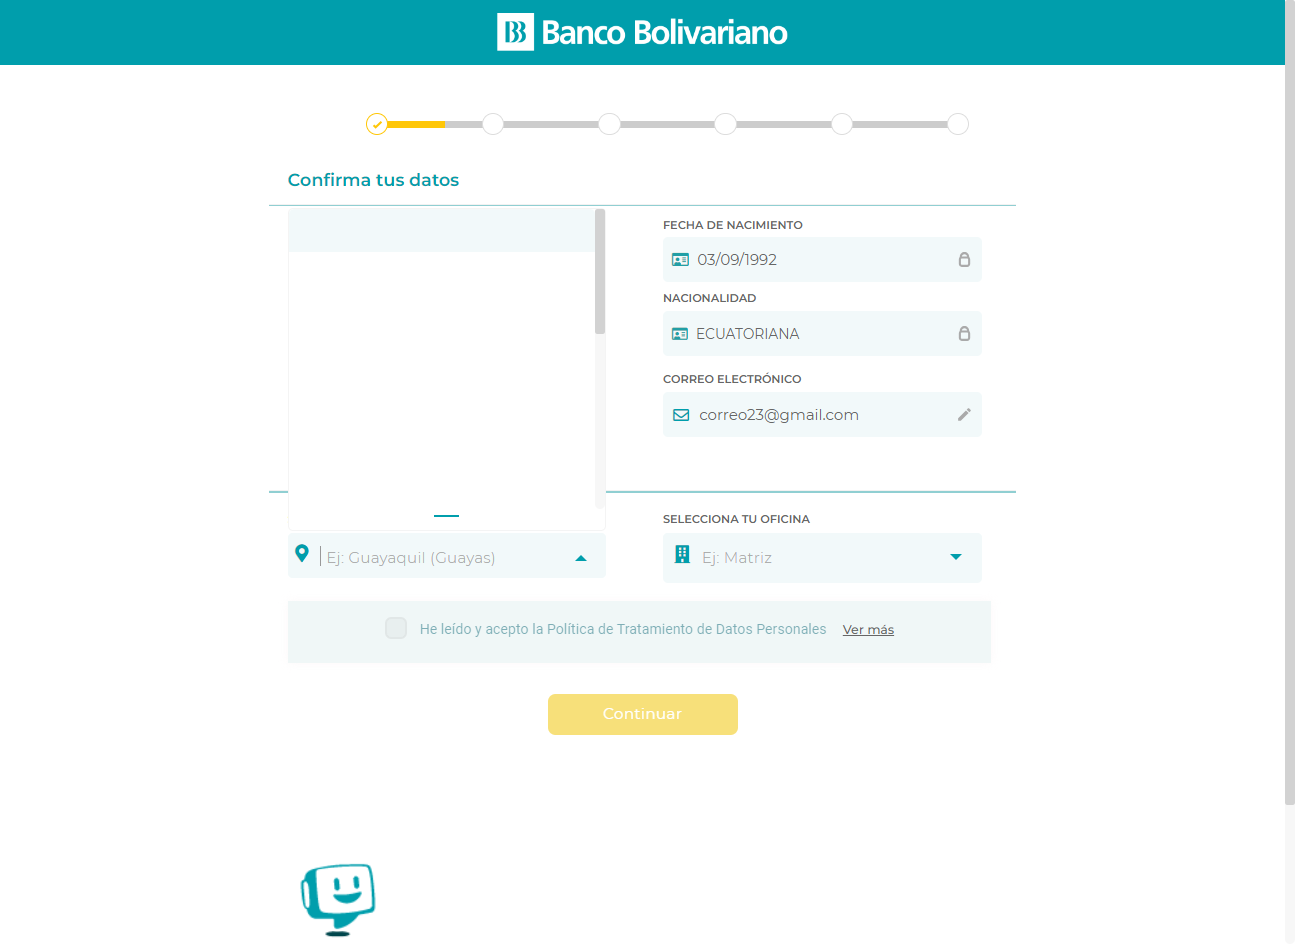 Banco Bolivariano
Confirma tus datos
FECHA DE NACIMIENTO
03/09/1992
NACIONALIDAD
ECUATORIANA
CORREO ELECTRÓNICO
correo23@gmail.com
SELECCIONA TU OFICINA
Ej: Guayaquil (Guayas)
Ej: Matriz
He leído y acepto la Política de Tratamiento de Datos Personales Ver más
Continuar